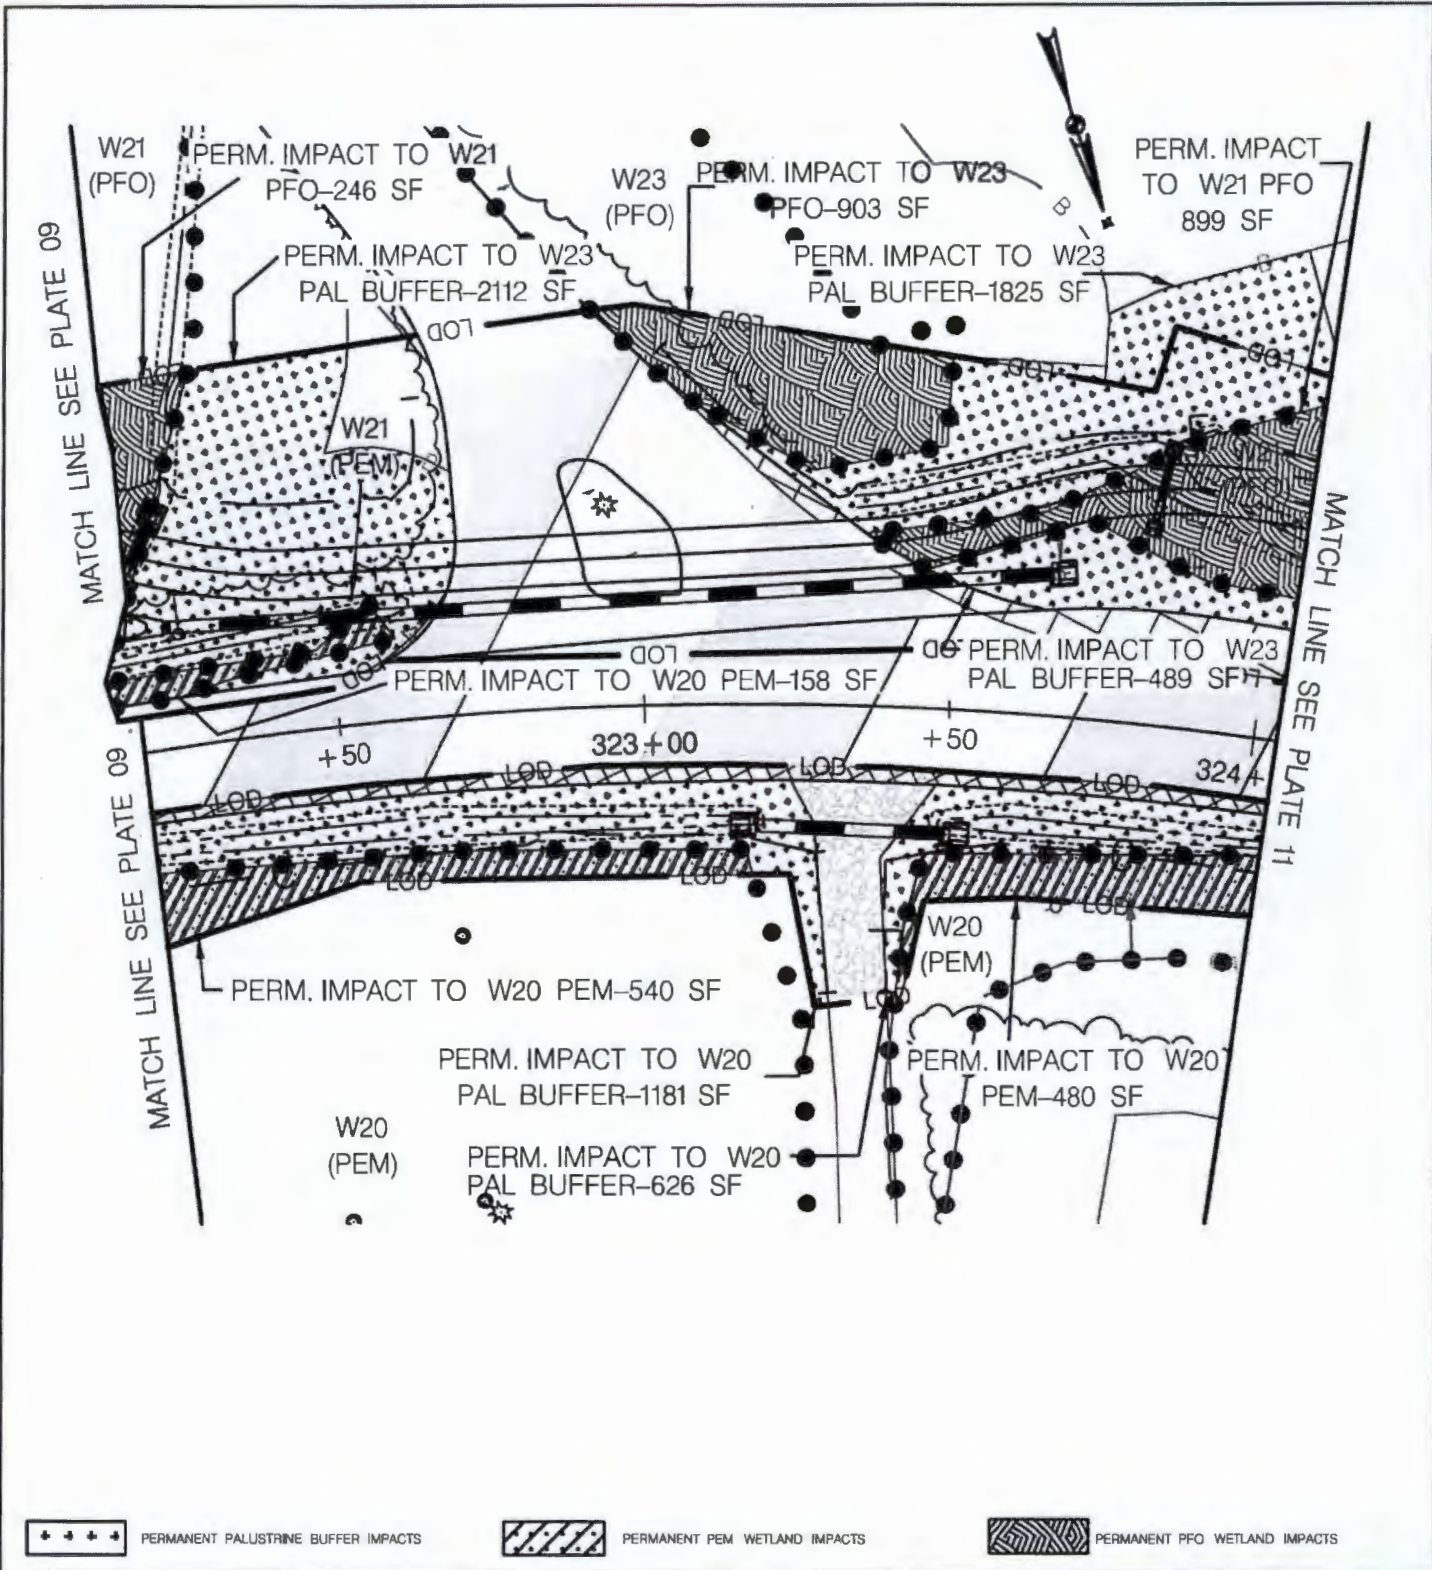 W21
(PFO)
PERM. IMPACT TO W21
PFO–246 SF
W23
(PFO)
PERM. IMPACT TO W23
PFO–903 SF
B
PERM. IMPACT
TO W21 PFO
899 SF
PERM. IMPACT TO W23
PAL BUFFER–2112 SF
PERM. IMPACT TO W23
PAL BUFFER–1825 SF
B
MATCH LINE SEE PLATE 09
LOD
LOD
LOD
LOD
LOD
W21
(PEM)
MATCH LINE SEE PLATE 11
LOD
LOD
LOD
PERM. IMPACT TO W20 PEM–158 SF
PERM. IMPACT TO W23
PAL BUFFER–489 SF
+50
323+00
+50
324+
MATCH LINE SEE PLATE 09
LOD
LOD
LOD
LOD
LOD
LOD
LOD
W20
(PEM)
PERM. IMPACT TO W20 PEM–540 SF
LOD
PERM. IMPACT TO W20
PAL BUFFER–1181 SF
PERM. IMPACT TO W20
PEM–480 SF
W20
(PEM)
PERM. IMPACT TO W20
PAL BUFFER–626 SF
PERMANENT PALUSTRINE BUFFER IMPACTS
PERMANENT PEM WETLAND IMPACTS
PERMANENT PFO WETLAND IMPACTS